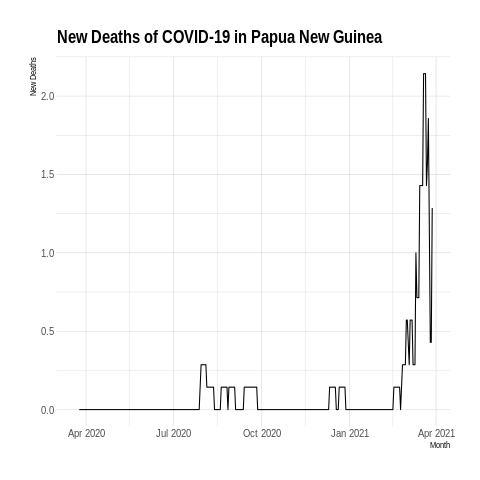 New Deaths of COVID-19 in Papua New Guinea
New Deaths
2.0
1.5
1.0
0.5
0.0
Apr 2020 Jul 2020 Oct 2020 Jan 2021 Apr 2021
Month